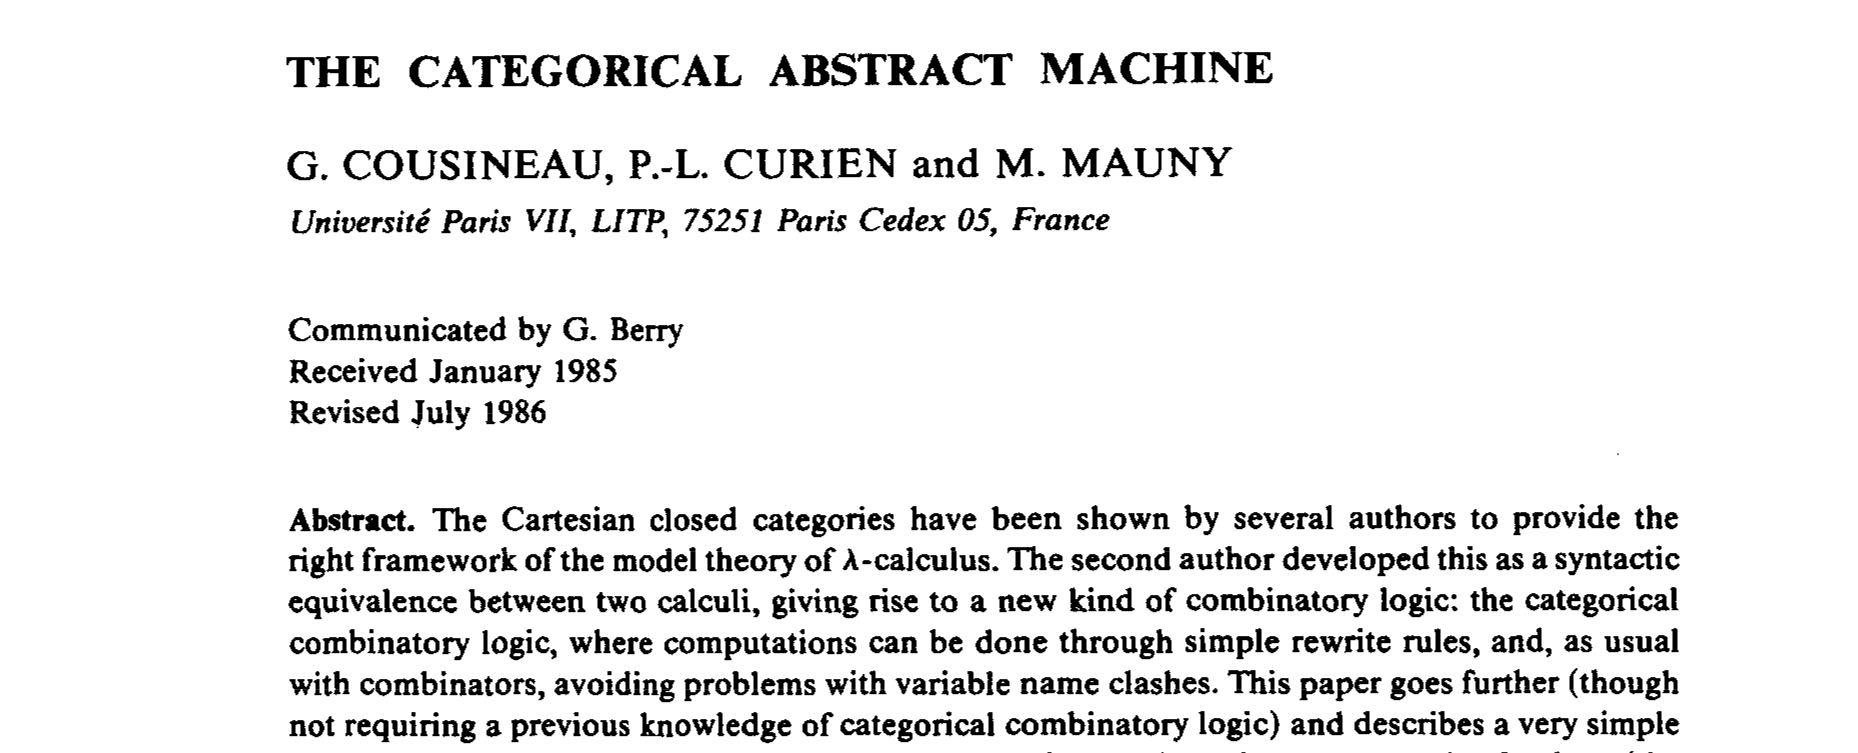 THE CATEGORICAL ABSTRACT MACHINE
G. COUSINEAU, P.-L. CURIEN and M. MAUNY
Université Paris VII, LITP, 75251 Paris Cedex 05, France
Communicated by G. Berry
Received January 1985
Revised July 1986
Abstract. The Cartesian closed categories have been shown by several authors to provide the
right framework of the model theory of λ-calculus. The second author developed this as a syntactic
equivalence between two calculi, giving rise to a new kind of combinatory logic: the categorical
combinatory logic, where computations can be done through simple rewrite rules, and, as usual
with combinators, avoiding problems with variable name clashes. This paper goes further (though
not requiring a previous knowledge of categorical combinatory logic) and describes a very simple